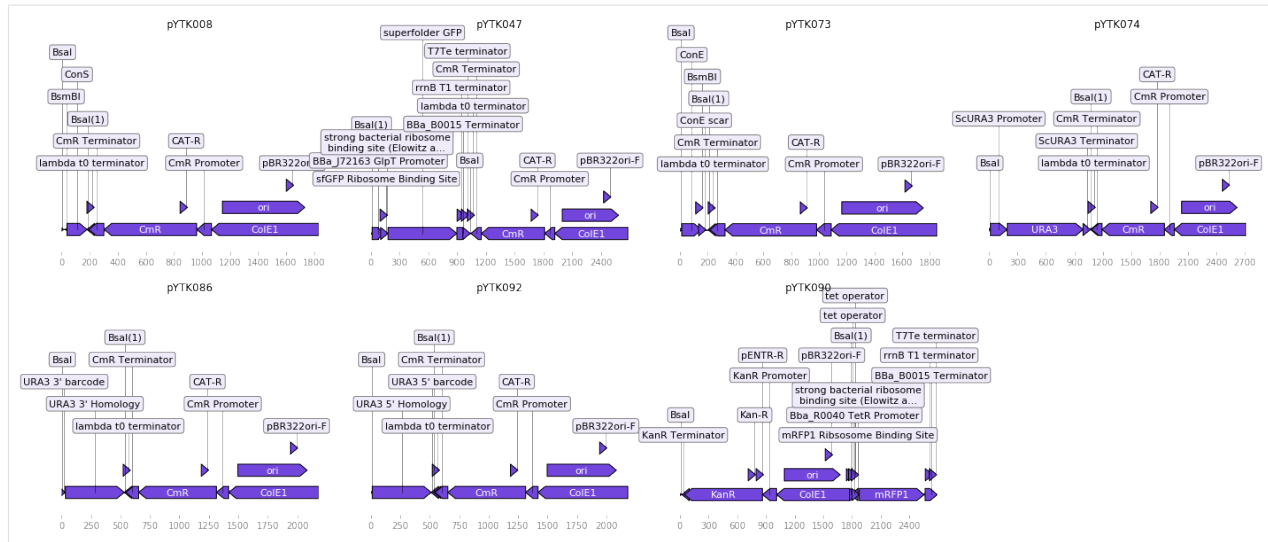 pYTK008
BsaI
ConS
BsmBI
BsaI(1)
CmR Terminator
CAT-R
lambda t0 terminator
CmR Promoter
pBR322ori-F
ori
CmR
ColE1
0 200 400 600 800 1000 1200 1400 1600 1800
pYTK047
superfolder GFP
T7Te terminator
CmR Terminator
rrnB T1 terminator
lambda t0 terminator
BsaI(1)
BBa_B0015 Terminator
strong bacterial ribosome
binding site (Elowitz a...
BBa_J72163 GlpT Promoter
BsaI
CAT-R
pBR322ori-F
sfGFP Ribosome Binding Site
CmR Promoter
ori
superfolder GFP
CmR
ColE1
0 300 600 900 1200 1500 1800 2100 2400
pYTK073
BsaI
ConE
BsmBI
BsaI(1)
ConE scar
CmR Terminator
CAT-R
lambda t0 terminator
CmR Promoter
pBR322ori-F
ori
CmR
ColE1
0 200 400 600 800 1000 1200 1400 1600 1800
pYTK074
CAT-R
BsaI(1)
CmR Promoter
ScURA3 Promoter
CmR Terminator
ScURA3 Terminator
BsaI
lambda t0 terminator
pBR322ori-F
ori
URA3
CmR
ColE1
0 300 600 900 1200 1500 1800 2100 2400 2700
pYTK086
BsaI(1)
BsaI
CmR Terminator
URA3 3' barcode
CAT-R
URA3 3' Homology
CmR Promoter
lambda t0 terminator
pBR322ori-F
ori
CmR
ColE1
0 250 500 750 1000 1250 1500 1750 2000
pYTK092
BsaI(1)
BsaI
CmR Terminator
URA3 5' barcode
CAT-R
URA3 5' Homology
CmR Promoter
lambda t0 terminator
pBR322ori-F
ori
CmR
ColE1
0 250 500 750 1000 1250 1500 1750 2000
pYTK090
tet operator
tet operator
BsaI(1)
T7Te terminator
pENTR-R
pBR322ori-F
rrnB T1 terminator
KanR Promoter
BBa_B0015 Terminator
strong bacterial ribosome
binding site (Elowitz a...
BsaI
Kan-R
Bba_R0040 TetR Promoter
KanR Terminator
mRFP1 Ribsosome Binding Site
ori
KanR
ColE1
mRFP1
0 300 600 900 1200 1500 1800 2100 2400